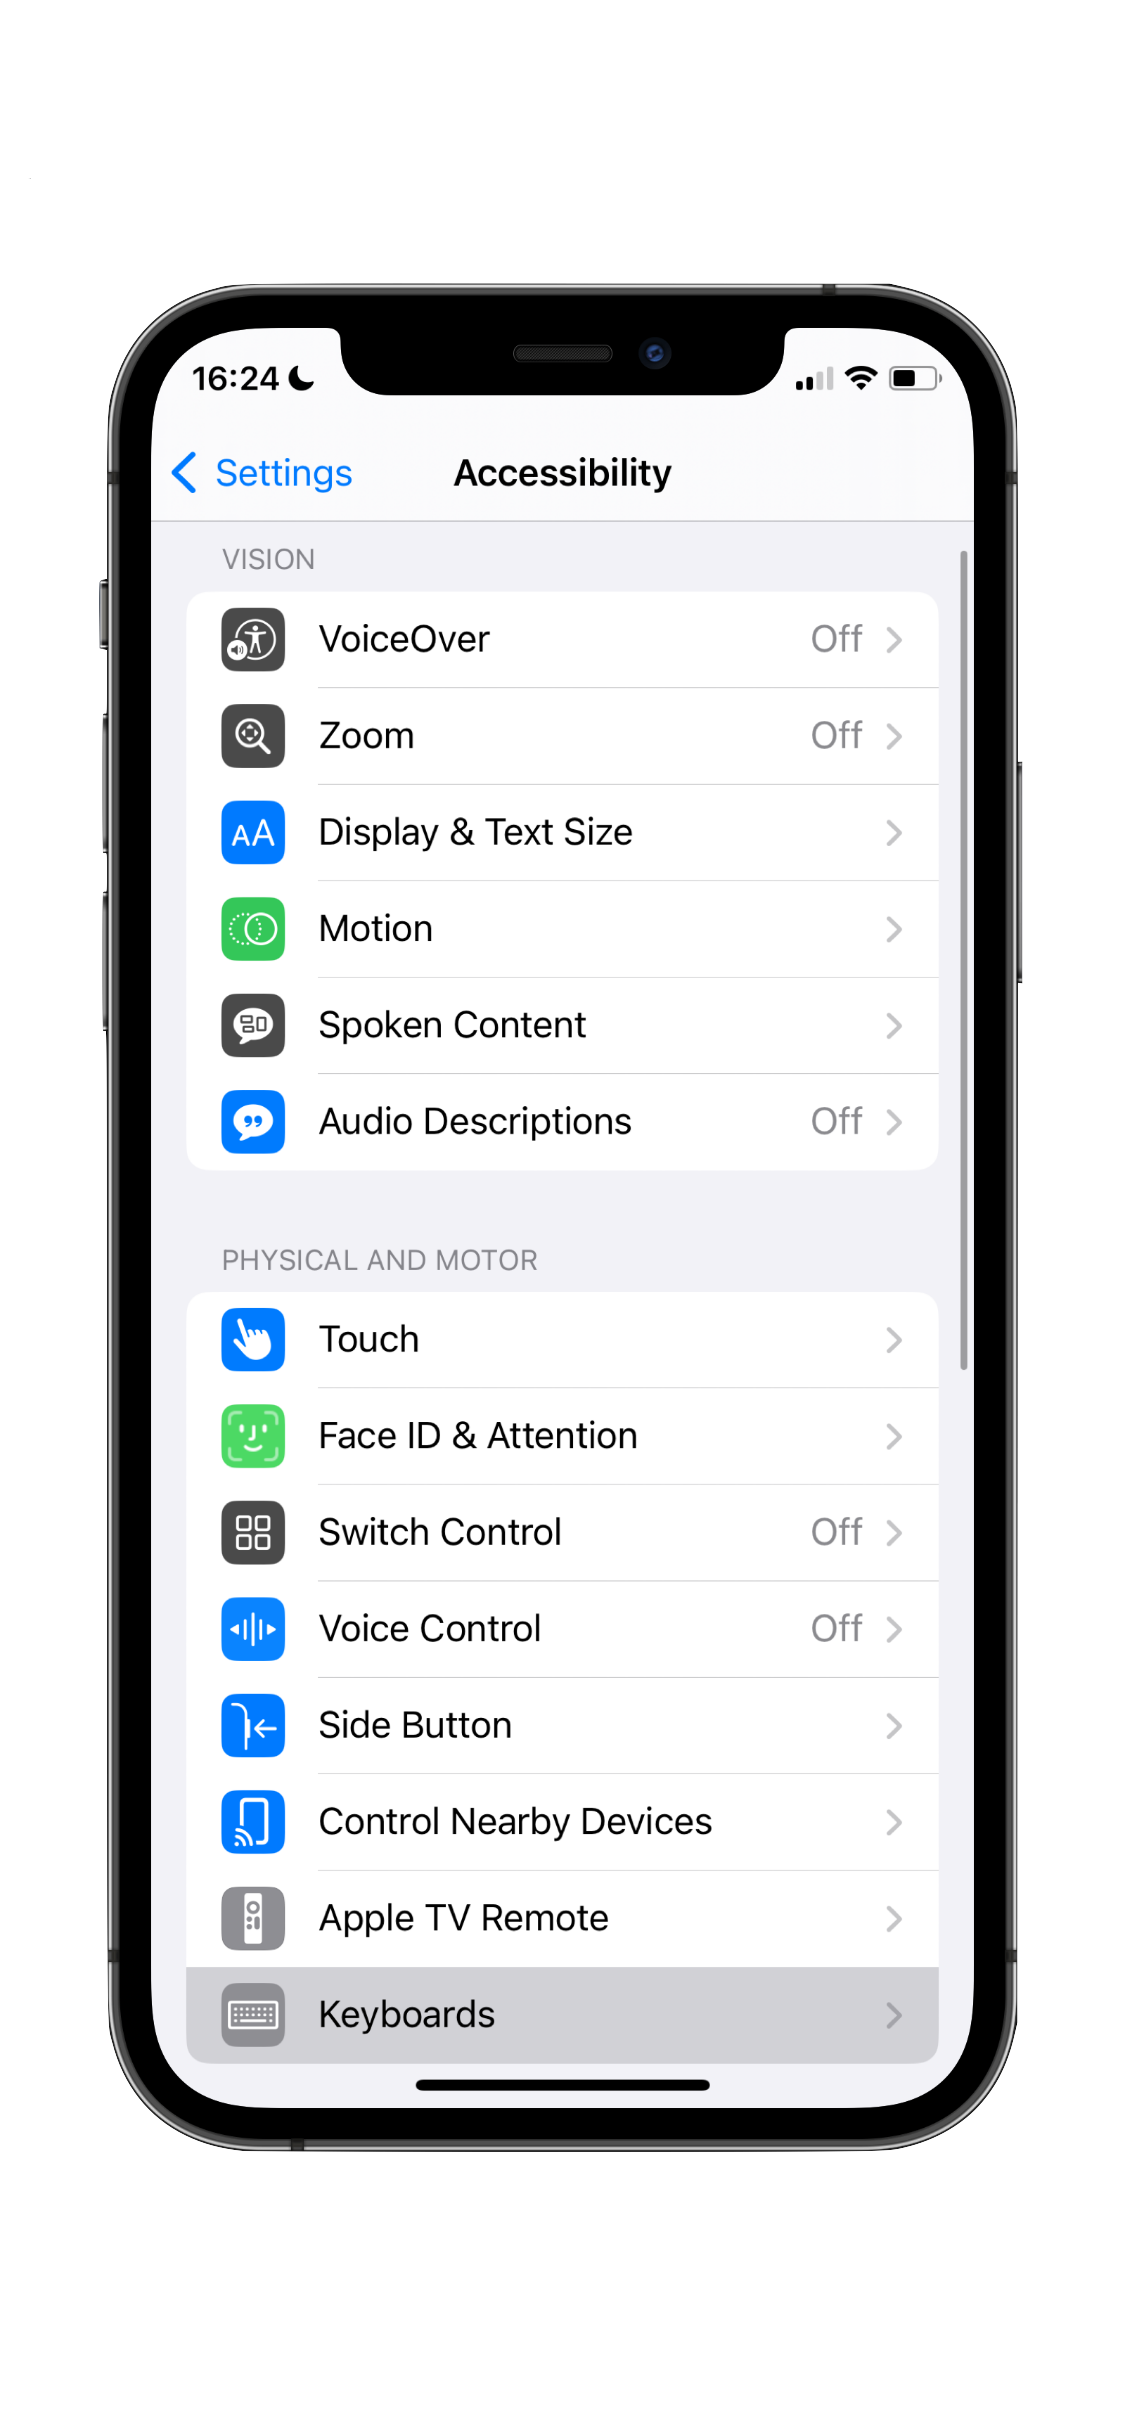 16:24
Settings
Accessibility
VISION
VoiceOver Off
Zoom Off
AA Display & Text Size
Motion
Spoken Content
Audio Descriptions Off
PHYSICAL AND MOTOR
Touch
Face ID & Attention
Switch Control Off
Voice Control Off
Side Button
Control Nearby Devices
Apple TV Remote
Keyboards